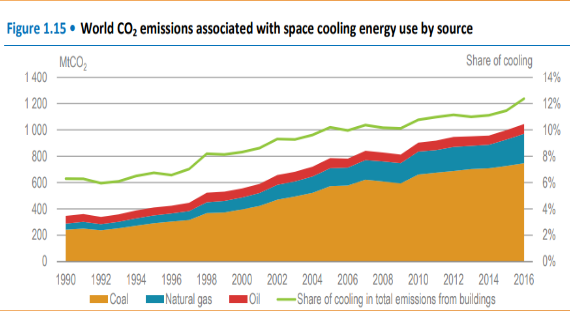 Figure 1.15 • World CO₂ emissions associated with space cooling energy use by source
MtCO₂ Share of cooling
1 400 14%
1 200 12%
1 000 10%
800 8%
600 6%
400 4%
200 2%
0 0%
1990 1992 1994 1996 1998 2000 2002 2004 2006 2008 2010 2012 2014 2016
Coal Natural gas Oil Share of cooling in total emissions from buildings